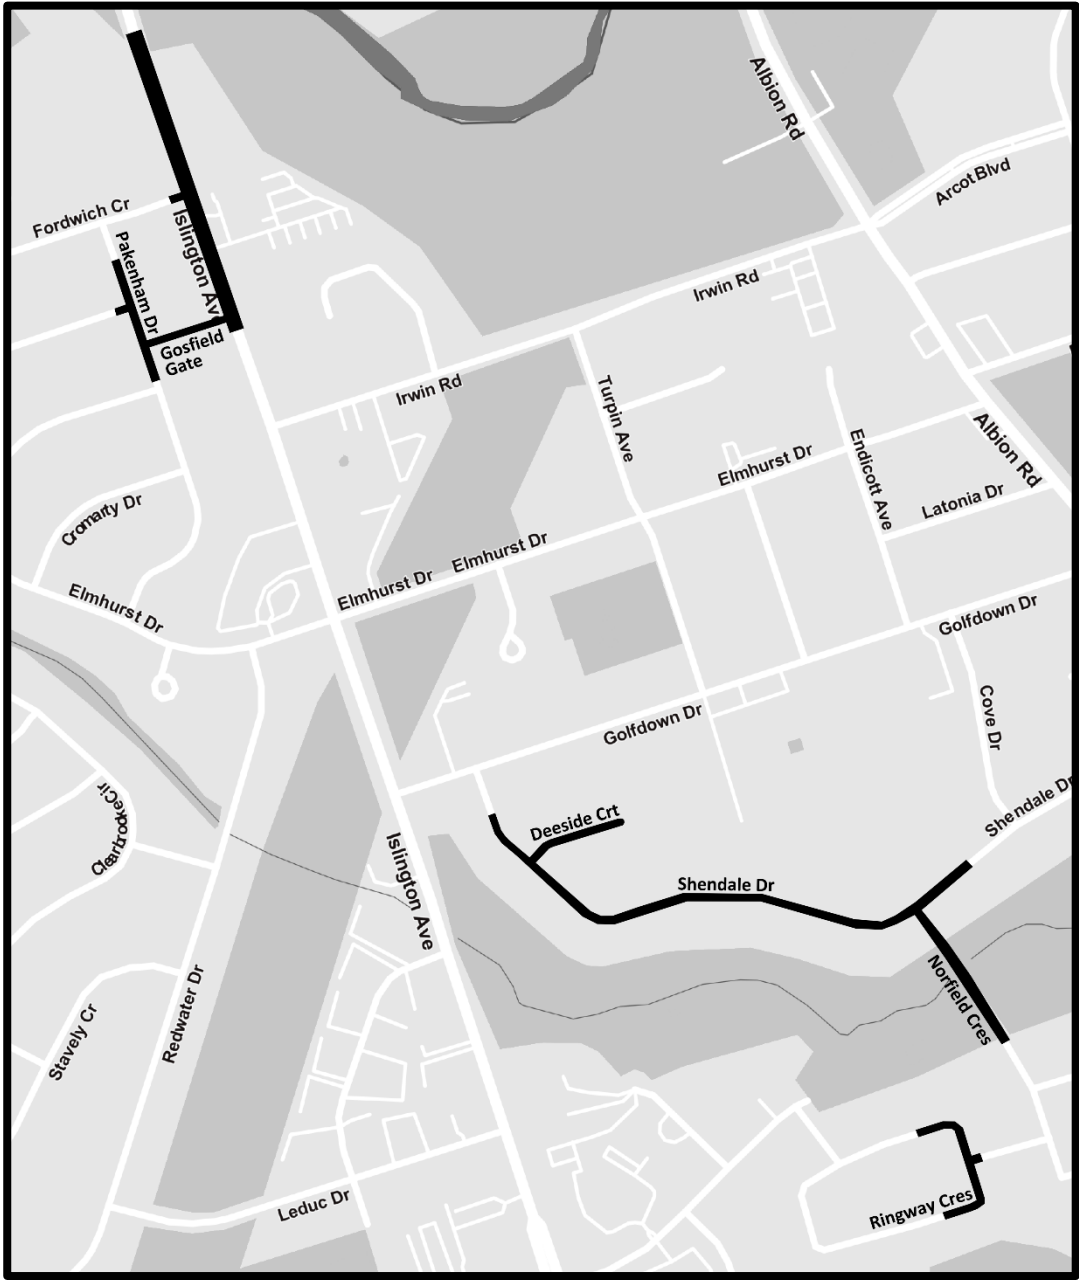 Albion Rd
Arcot Blvd
Fordwich Cr
Islington Av
Pakenham Dr
Gosfield
Gate
Irwin Rd
Irwin Rd
Turpin Ave
Albion Rd
Elmhurst Dr
Endicott Ave
Latonia Dr
Cromarty Dr
Elmhurst Dr
Elmhurst Dr
Elmhurst Dr
Golfdown Dr
Cove Dr
Golfdown Dr
Clearbrooke Cir
Deeside Crt
Shendale Dr
Islington Ave
Shendale Dr
Norfield Cres
Redwater Dr
Stavely Cr
Leduc Dr
Ringway Cres